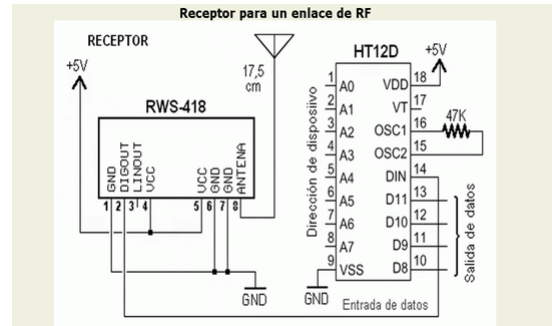 Receptor para un enlace de RF
RECEPTOR
+5V
17,5
cm
RWS-418
GND
DIGOUT
LINOUT
VCC
VCC
GND
GND
ANTENA
1 2 3 4 5 6 7 8
GND
HT12D
+5V
Dirección de disposiivo
1 A0
2 A1
3 A2
4 A3
5 A4
6 A5
7 A6
8 A7
9 VSS
GND
VDD 18
VT 17
OSC1 16
47K
OSC2 15
DIN 14
D11 13
D10 12
D9 11
D8 10
Salida de datos
Entrada de datos